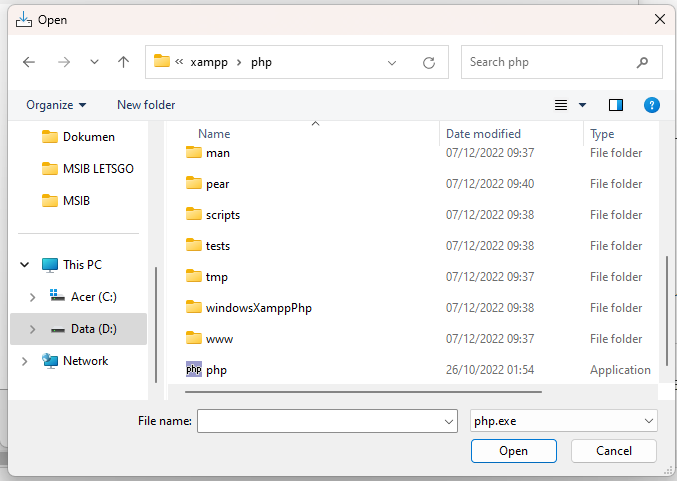 Open
« xampp > php
Search php
Organize
New folder
Dokumen
MSIB LETSGO
MSIB
This PC
Acer (C:)
Data (D:)
Network
Name Date modified Type
man 07/12/2022 09:37 File folder
pear 07/12/2022 09:40 File folder
scripts 07/12/2022 09:38 File folder
tests 07/12/2022 09:38 File folder
tmp 07/12/2022 09:37 File folder
windowsXamppPhp 07/12/2022 09:38 File folder
www 07/12/2022 09:37 File folder
php php 26/10/2022 01:54 Application
File name:
php.exe
Open
Cancel